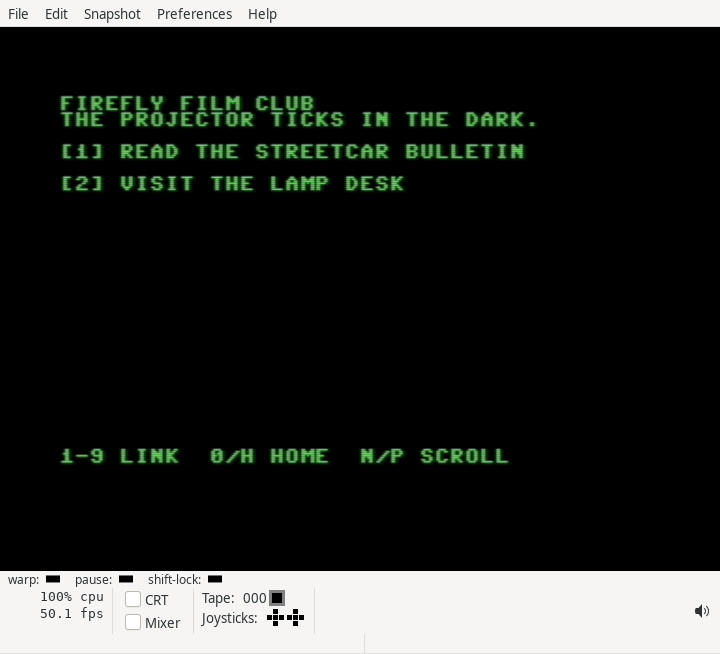 File Edit Snapshot Preferences Help
FIREFLY FILM CLUB
THE PROJECTOR TICKS IN THE DARK.
[1] READ THE STREETCAR BULLETIN
[2] VISIT THE LAMP DESK
1-9 LINK 0/H HOME N/P SCROLL
warp: pause: shift-lock:
100% cpu
50.1 fps
CRT
Mixer
Tape: 000
Joysticks: